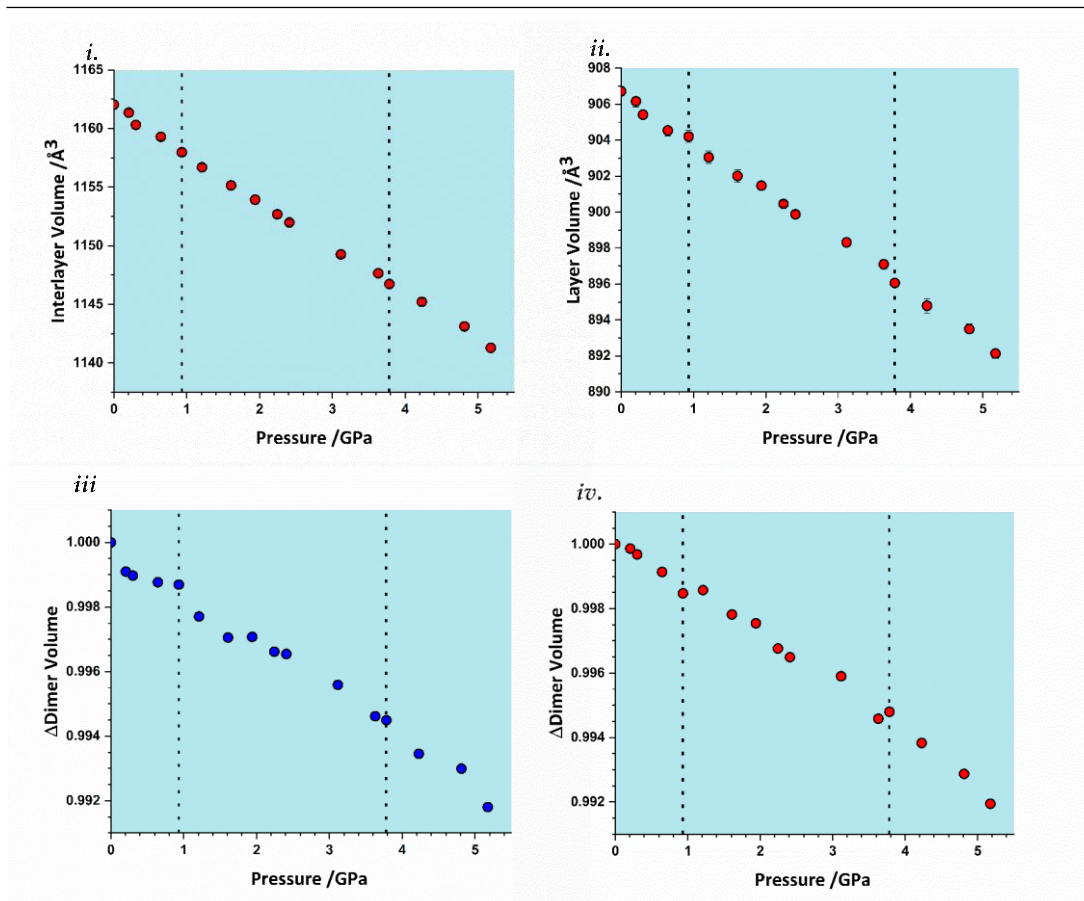 i.
Interlayer Volume /Å³
1165
1160
1155
1150
1145
1140
0 1 2 3 4 5
Pressure /GPa
ii.
Layer Volume /Å³
908
906
904
902
900
898
896
894
892
890
0 1 2 3 4 5
Pressure /GPa
iii
ΔDimer Volume
1.000
0.998
0.996
0.994
0.992
0 1 2 3 4 5
Pressure /GPa
iv.
ΔDimer Volume
1.000
0.998
0.996
0.994
0.992
0 1 2 3 4 5
Pressure /GPa